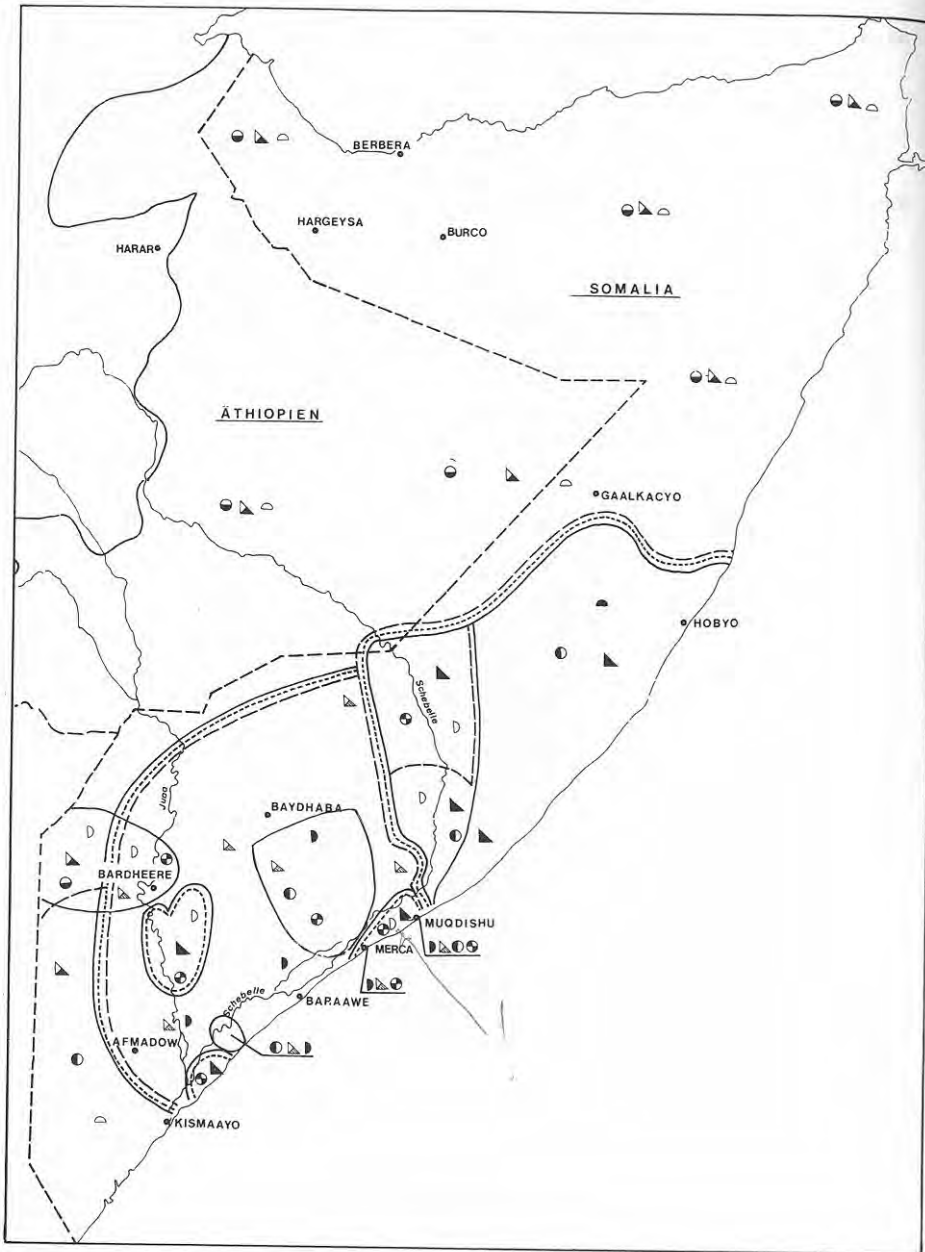 BERBERA
HARGEYSA
BURCO
HARAR
SOMALIA
ÄTHIOPIEN
GAALKACYO
HOBYO
Schebelle
Juba
BAYDHABA
BARDHEERE
MUQDISHU
MERCA
Schebelle
BARAAWE
AFMADOW
KISMAAYO